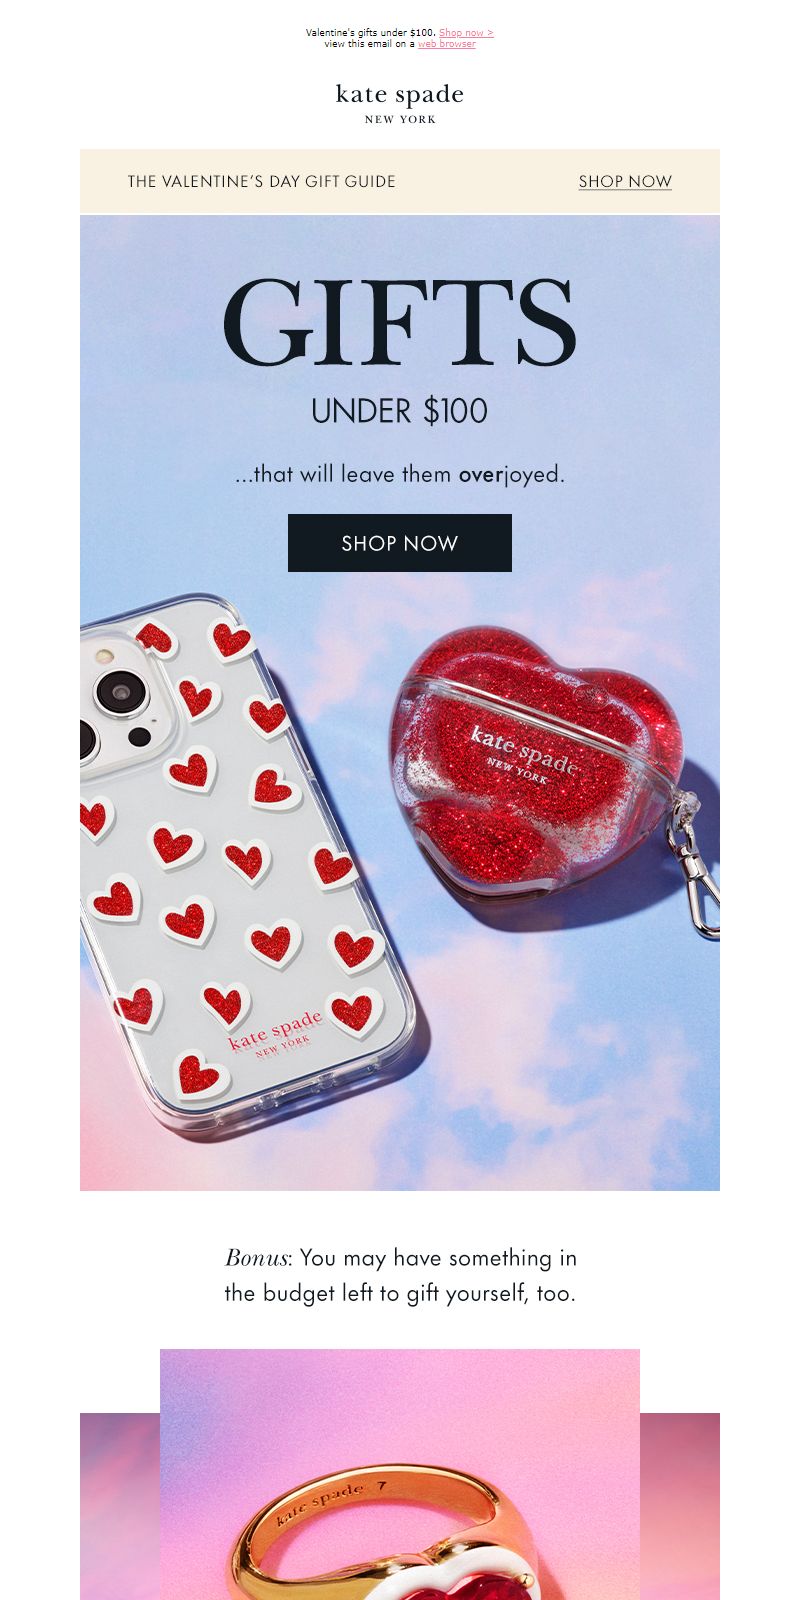 Valentine's gifts under $100. Shop now >
view this email on a web browser
kate spade
NEW YORK
THE VALENTINE'S DAY GIFT GUIDE
SHOP NOW
GIFTS
UNDER $100
...that will leave them overjoyed.
SHOP NOW
kate spade
NEW YORK
kate spade
NEW YORK
Bonus: You may have something in
the budget left to gift yourself, too.
kate spade 7